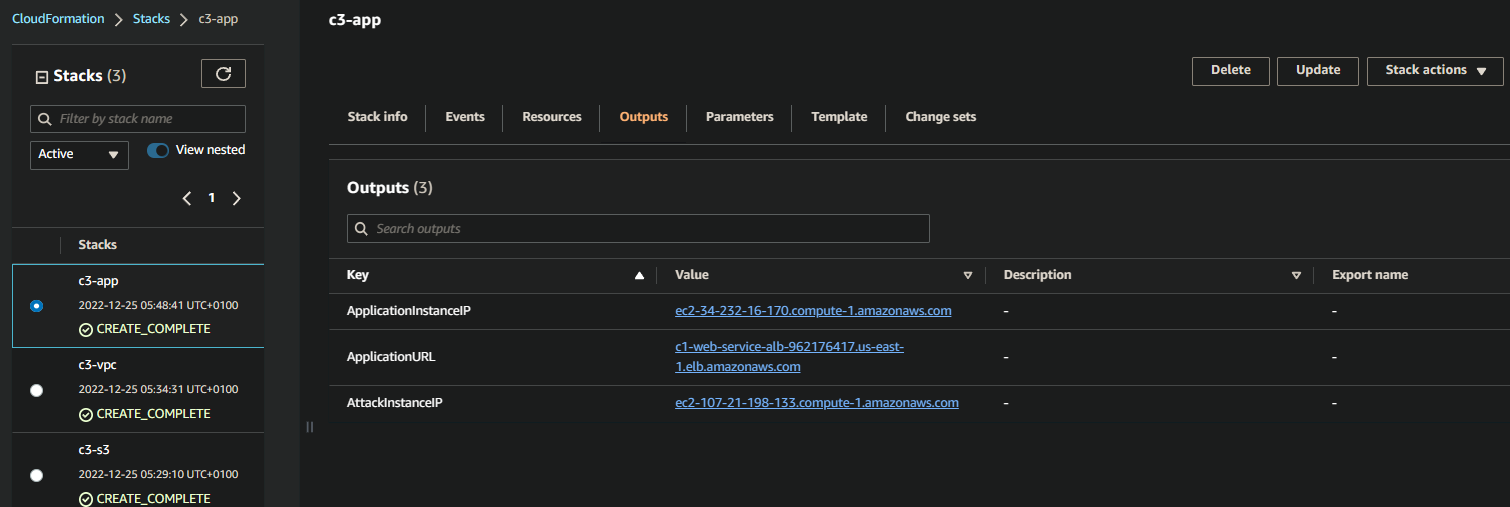 CloudFormation > Stacks > c3-app
Stacks (3)
Filter by stack name
Active
View nested
< 1 >
Stacks
c3-app
2022-12-25 05:48:41 UTC+0100
CREATE_COMPLETE
c3-vpc
2022-12-25 05:34:31 UTC+0100
CREATE_COMPLETE
c3-s3
2022-12-25 05:29:10 UTC+0100
CREATE_COMPLETE
c3-app
Delete Update Stack actions
Stack info Events Resources Outputs Parameters Template Change sets
Outputs (3)
Search outputs
Key Value Description Export name
ApplicationInstanceIP ec2-34-232-16-170.compute-1.amazonaws.com - -
ApplicationURL c1-web-service-alb-962176417.us-east-
1.elb.amazonaws.com - -
AttackInstanceIP ec2-107-21-198-133.compute-1.amazonaws.com - -